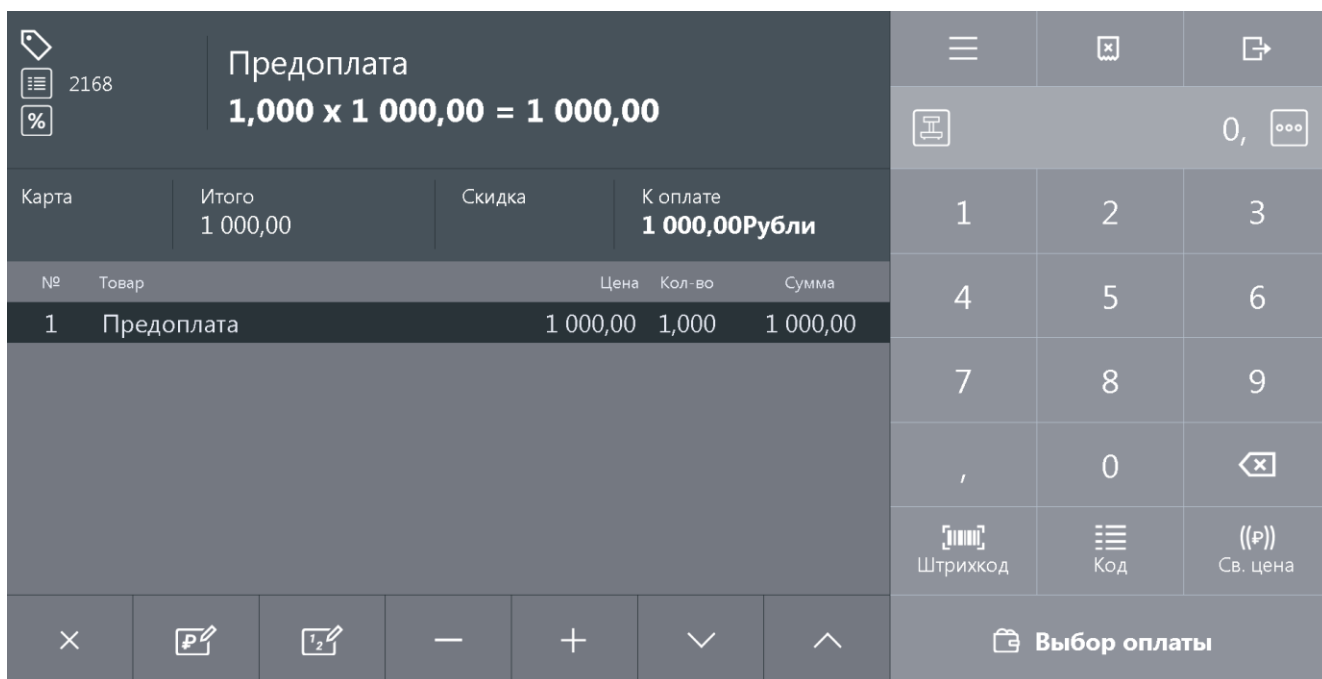 2168
Предоплата
1,000 x 1 000,00 = 1 000,00
Карта Итого Скидка К оплате
1 000,00 1 000,00Рубли
№ Товар Цена Кол-во Сумма
1 Предоплата 1 000,00 1,000 1 000,00
0,
1 2 3
4 5 6
7 8 9
, 0
Штрихкод Код Св. цена
Выбор оплаты